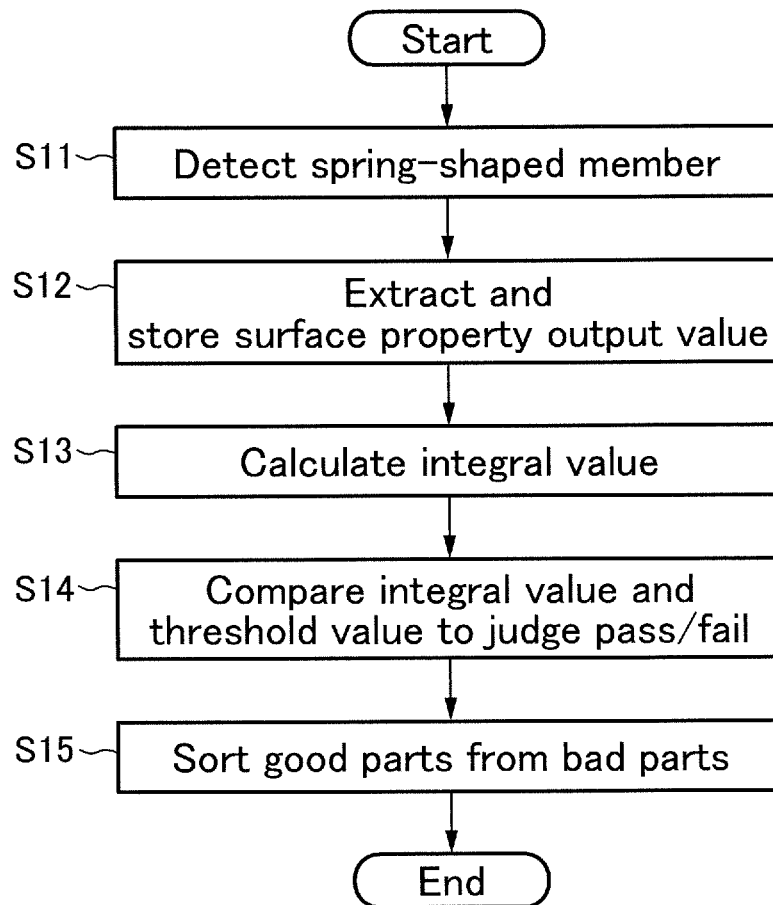 Start
S11
Detect spring-shaped member
S12
Extract and
store surface property output value
S13
Calculate integral value
S14
Compare integral value and
threshold value to judge pass/fail
S15
Sort good parts from bad parts
End